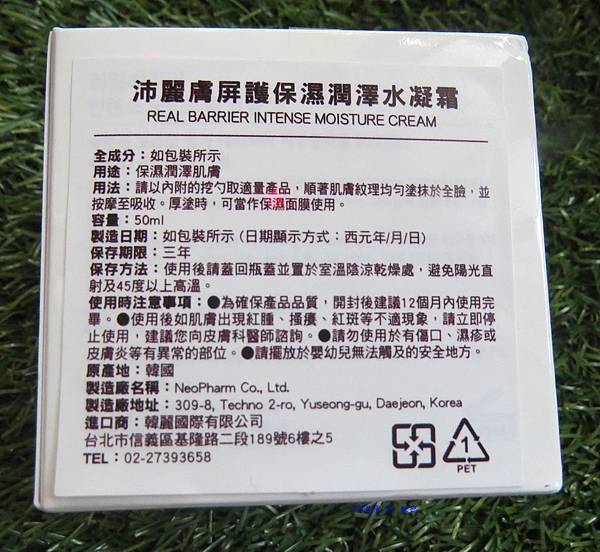 沛麗膚屏護保濕潤澤水凝霜
REAL BARRIER INTENSE MOISTURE CREAM
全成分：如包裝所示
用途：保濕潤澤肌膚
用法：請以內附的挖勺取適量產品，順著肌膚紋理均勻塗抹於全臉，並
按摩至吸收。厚塗時，可當作保濕面膜使用。
容量：50ml
製造日期：如包裝所示 (日期顯示方式：西元年/月/日)
保存期限：三年
保存方法：使用後請蓋回瓶蓋並置於室溫陰涼乾燥處，避免陽光直
射及45度以上高溫。
使用時注意事項：●為確保產品品質，開封後建議12個月內使用完
畢。●使用後如肌膚出現紅腫、搔癢、紅斑等不適現象，請立即停
止使用，建議您向皮膚科醫師諮詢。●請勿使用於有傷口、濕疹或
皮膚炎等有異常的部位。●請擺放於嬰幼兒無法觸及的安全地方。
原產地：韓國
製造廠名稱：NeoPharm Co., Ltd.
製造廠地址：309-8, Techno 2-ro, Yuseong-gu, Daejeon, Korea
進口商：韓麗國際有限公司
台北市信義區基隆路二段189號6樓之5
TEL：02-27393658
1
PET